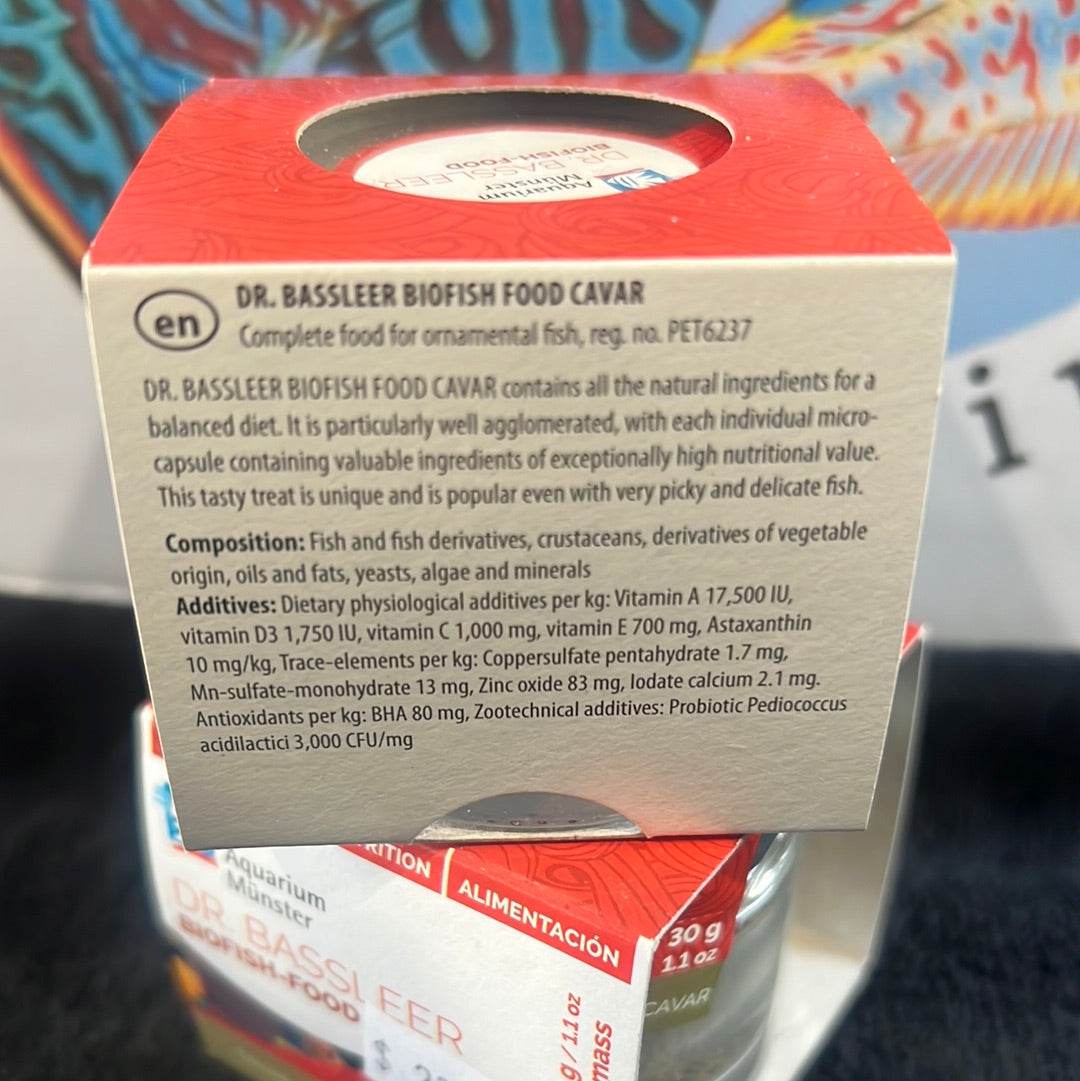 DR. BASSLEER
BIOFISH-FOOD
Aquarium
Münster
en
DR. BASSLEER BIOFISH FOOD CAVAR
Complete food for ornamental fish, reg. no. PET6237
DR. BASSLEER BIOFISH FOOD CAVAR contains all the natural ingredients for a
balanced diet. It is particularly well agglomerated, with each individual micro-
capsule containing valuable ingredients of exceptionally high nutritional value.
This tasty treat is unique and is popular even with very picky and delicate fish.
Composition: Fish and fish derivatives, crustaceans, derivatives of vegetable
origin, oils and fats, yeasts, algae and minerals
Additives: Dietary physiological additives per kg: Vitamin A 17,500 IU,
vitamin D3 1,750 IU, vitamin C 1,000 mg, vitamin E 700 mg, Astaxanthin
10 mg/kg, Trace-elements per kg: Coppersulfate pentahydrate 1.7 mg,
Mn-sulfate-monohydrate 13 mg, Zinc oxide 83 mg, Iodate calcium 2.1 mg.
Antioxidants per kg: BHA 80 mg, Zootechnical additives: Probiotic Pediococcus
acidilactici 3,000 CFU/mg
RITION
ALIMENTACIÓN
Aquarium
Münster
DR. BASSLEER
BIOFISH-FOOD
30 g
1.1 oz
CAVAR
g / 1.1 oz
mass
$
i